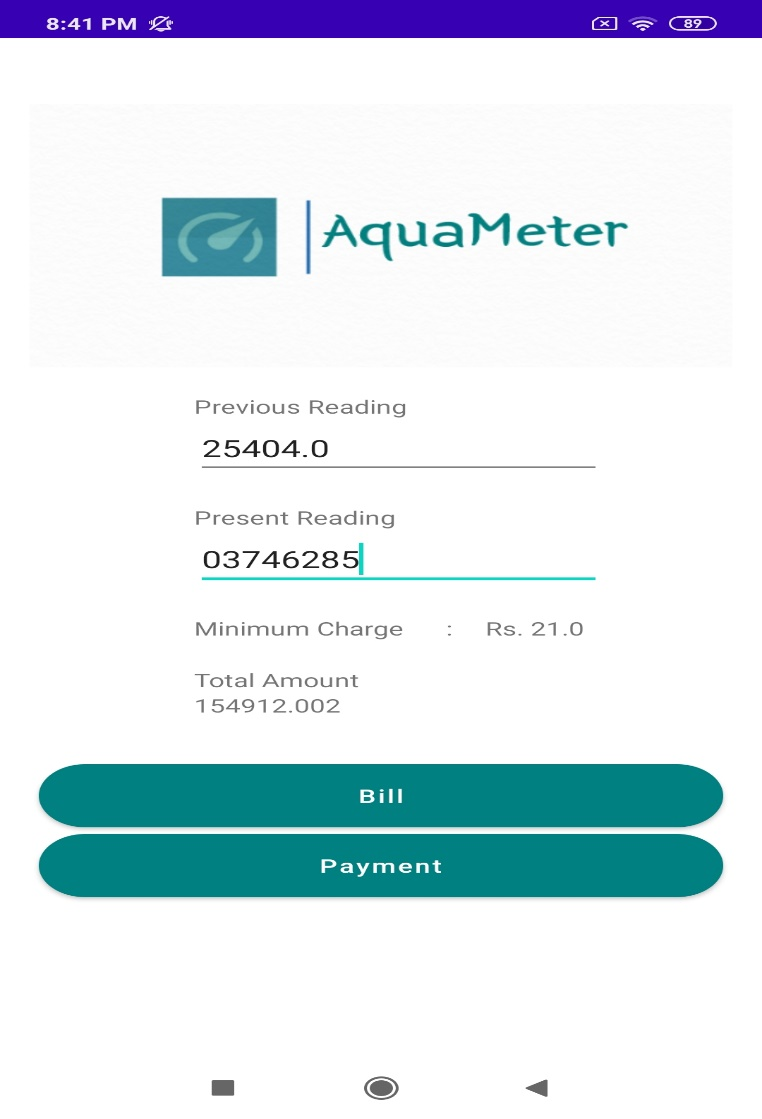 8:41 PM 89
AquaMeter
Previous Reading
25404.0
Present Reading
03746285
Minimum Charge : Rs. 21.0
Total Amount
154912.002
Bill
Payment